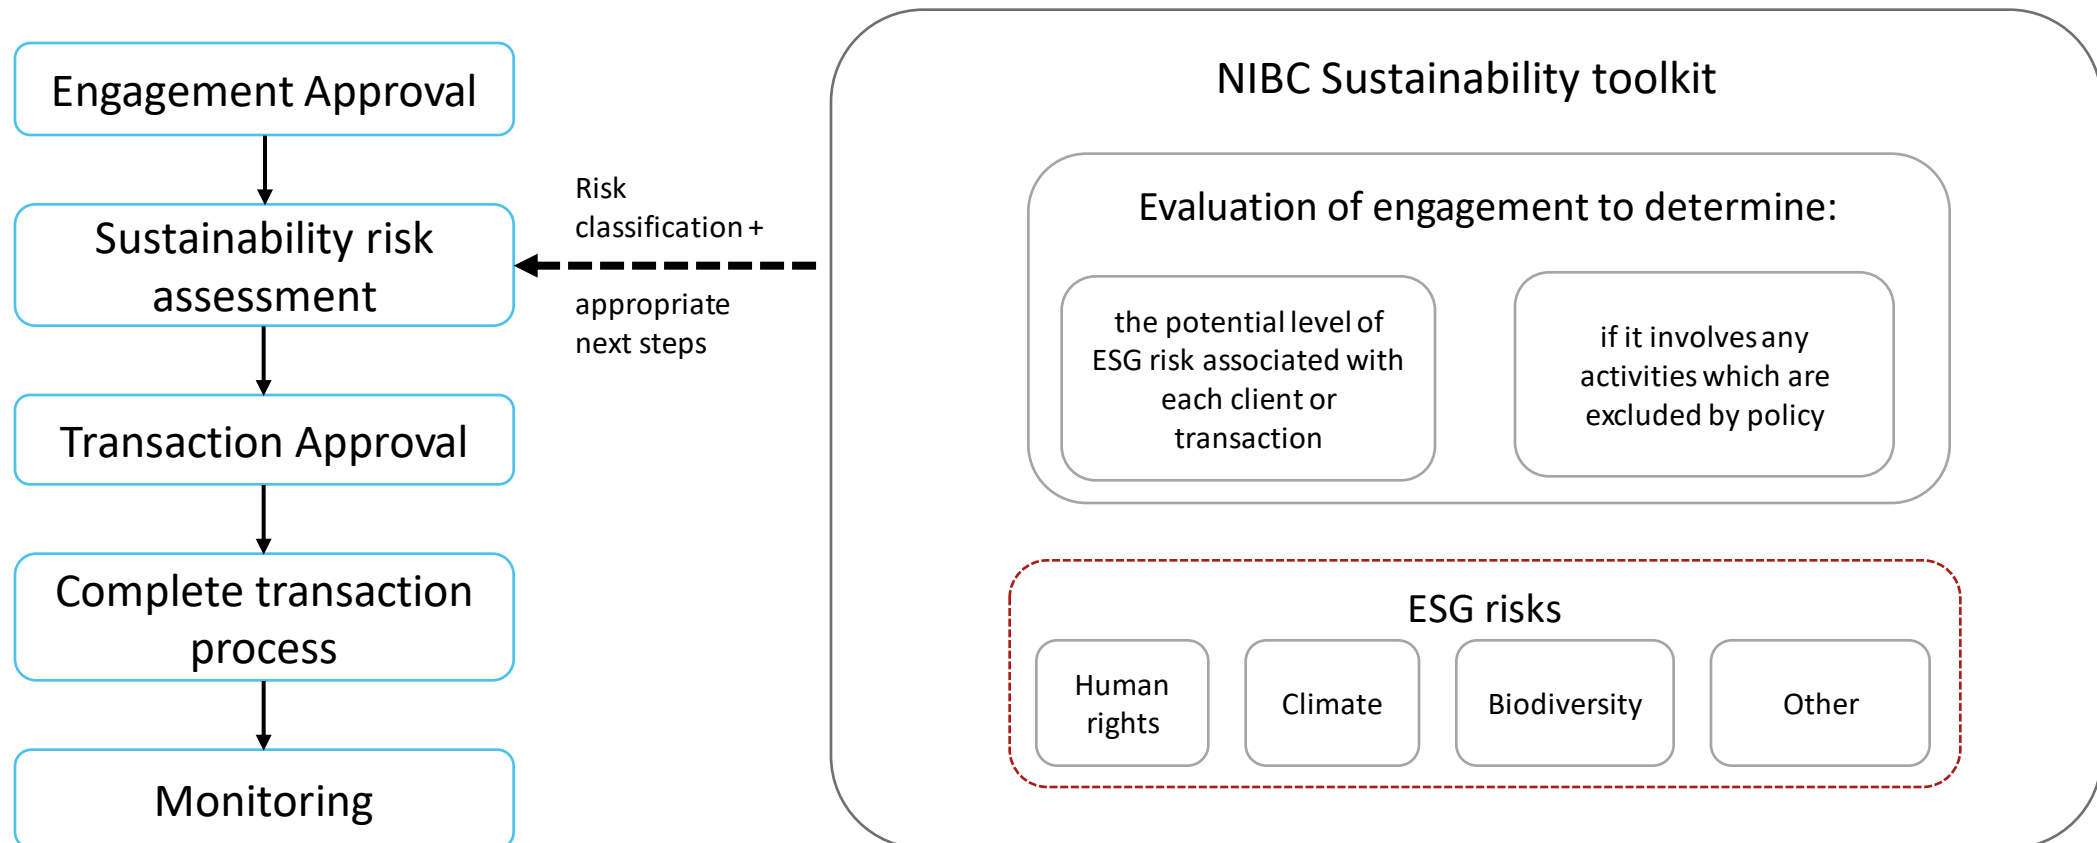 Engagement Approval
Sustainability risk
assessment
Transaction Approval
Complete transaction
process
Monitoring
Risk
classification +
appropriate
next steps
NIBC Sustainability toolkit
Evaluation of engagement to determine:
the potential level of
ESG risk associated with
each client or
transaction
if it involves any
activities which are
excluded by policy
ESG risks
Human
rights
Climate
Biodiversity
Other